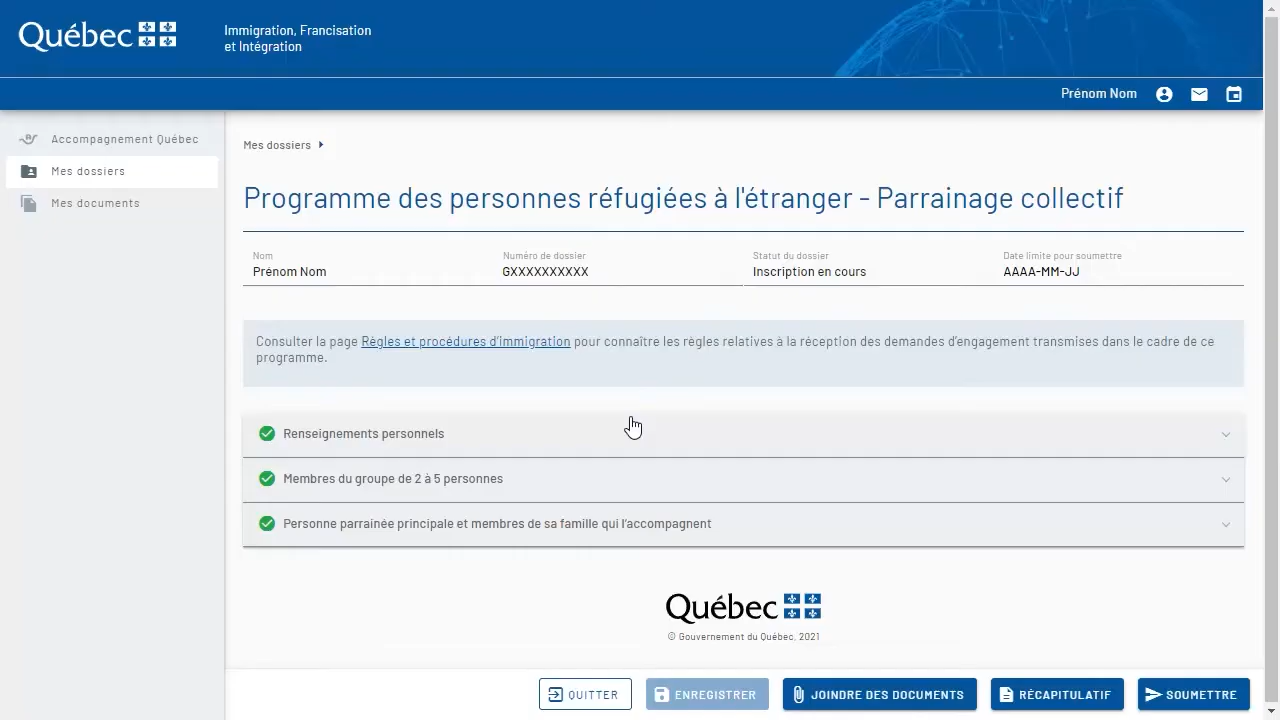 Québec
Immigration, Francisation
et Intégration
Prénom Nom
Accompagnement Québec
Mes dossiers
Mes documents
Mes dossiers
Programme des personnes réfugiées à l'étranger - Parrainage collectif
Nom
Prénom Nom
Numéro de dossier
GXXXXXXXXXX
Statut du dossier
Inscription en cours
Date limite pour soumettre
AAAA-MM-JJ
Consulter la page Règles et procédures d'immigration pour connaître les règles relatives à la réception des demandes d'engagement transmises dans le cadre de ce
programme.
Renseignements personnels
Membres du groupe de 2 à 5 personnes
Personne parrainée principale et membres de sa famille qui l'accompagnent
Québec
© Gouvernement du Québec, 2021
QUITTER
ENREGISTRER
JOINDRE DES DOCUMENTS
RÉCAPITULATIF
SOUMETTRE